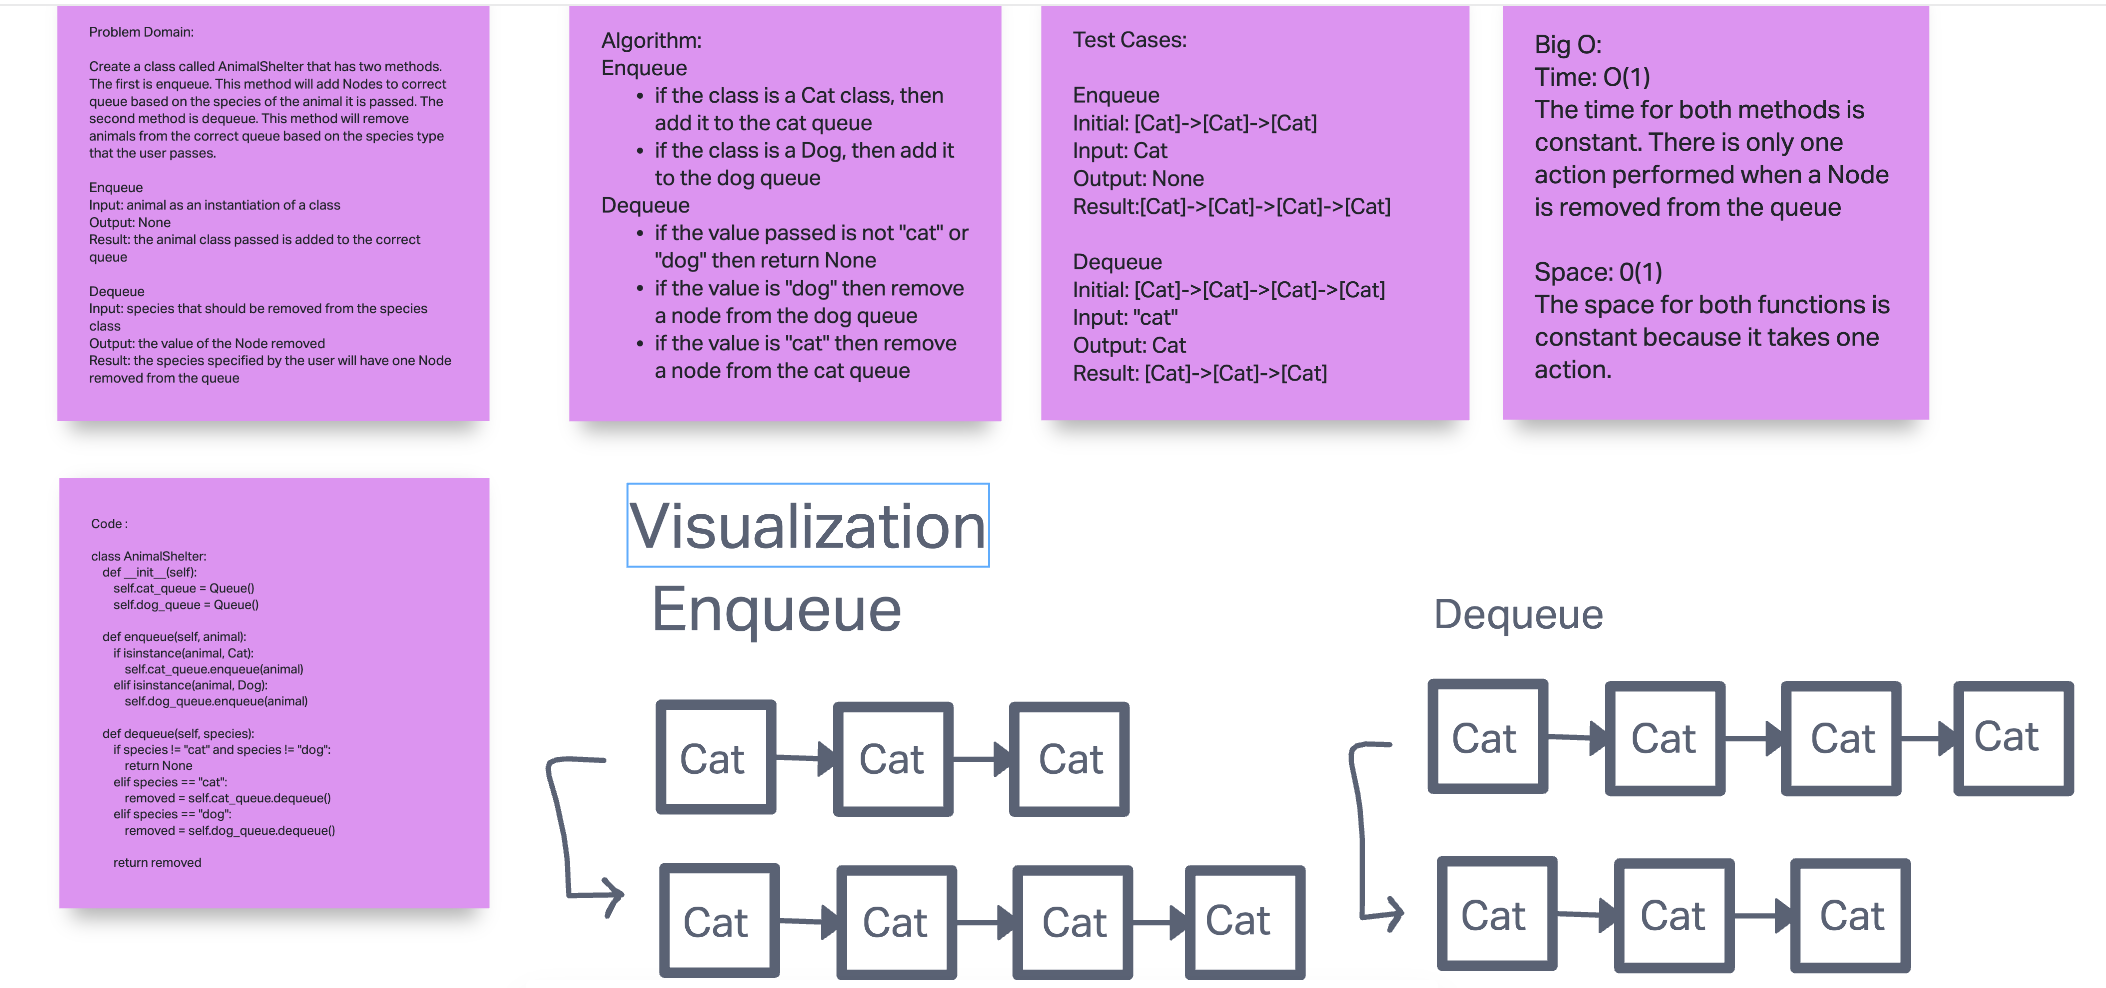 Problem Domain:
Create a class called AnimalShelter that has two methods.
The first is enqueue. This method will add Nodes to correct
queue based on the species of the animal it is passed. The
second method is dequeue. This method will remove
animals from the correct queue based on the species type
that the user passes.
Enqueue
Input: animal as an instantiation of a class
Output: None
Result: the animal class passed is added to the correct
queue
Dequeue
Input: species that should be removed from the species
class
Output: the value of the Node removed
Result: the species specified by the user will have one Node
removed from the queue
Algorithm:
Enqueue
• if the class is a Cat class, then
add it to the cat queue
• if the class is a Dog, then add it
to the dog queue
Dequeue
• if the value passed is not "cat" or
"dog" then return None
• if the value is "dog" then remove
a node from the dog queue
• if the value is "cat" then remove
a node from the cat queue
Test Cases:
Enqueue
Initial: [Cat]->[Cat]->[Cat]
Input: Cat
Output: None
Result:[Cat]->[Cat]->[Cat]->[Cat]
Dequeue
Initial: [Cat]->[Cat]->[Cat]->[Cat]
Input: "cat"
Output: Cat
Result: [Cat]->[Cat]->[Cat]
Big O:
Time: O(1)
The time for both methods is
constant. There is only one
action performed when a Node
is removed from the queue
Space: 0(1)
The space for both functions is
constant because it takes one
action.
Code :
class AnimalShelter:
def __init__(self):
self.cat_queue = Queue()
self.dog_queue = Queue()
def enqueue(self, animal):
if isinstance(animal, Cat):
self.cat_queue.enqueue(animal)
elif isinstance(animal, Dog):
self.dog_queue.enqueue(animal)
def dequeue(self, species):
if species != "cat" and species != "dog":
return None
elif species == "cat":
removed = self.cat_queue.dequeue()
elif species == "dog":
removed = self.dog_queue.dequeue()
return removed
Visualization
Enqueue
Cat Cat Cat
Cat Cat Cat Cat
Dequeue
Cat Cat Cat Cat
Cat Cat Cat